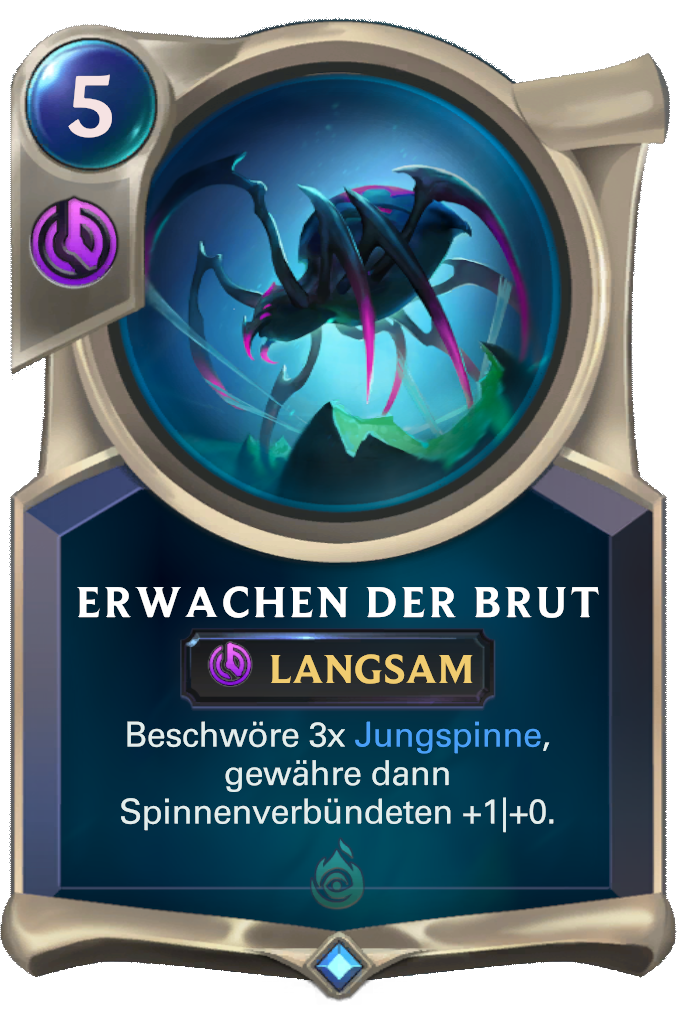 5
ERWACHEN DER BRUT
LANGSAM
Beschwöre 3x Jungspinne,
gewähre dann
Spinnenverbündeten +1|+0.